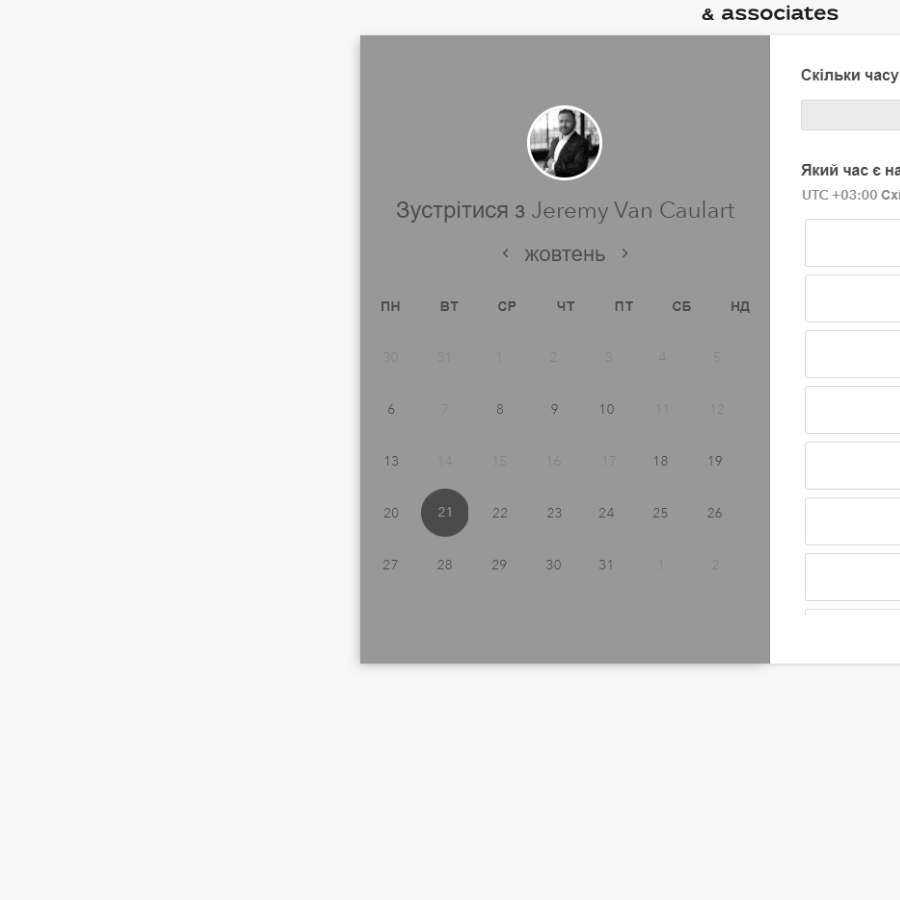 & associates
Зустрітися з Jeremy Van Caulart
жовтень
ПН ВТ СР ЧТ ПТ СБ НД
30 31 1 2 3 4 5
6 7 8 9 10 11 12
13 14 15 16 17 18 19
20 21 22 23 24 25 26
27 28 29 30 31 1 2
Скільки часу
Який час є
UTC +03:00